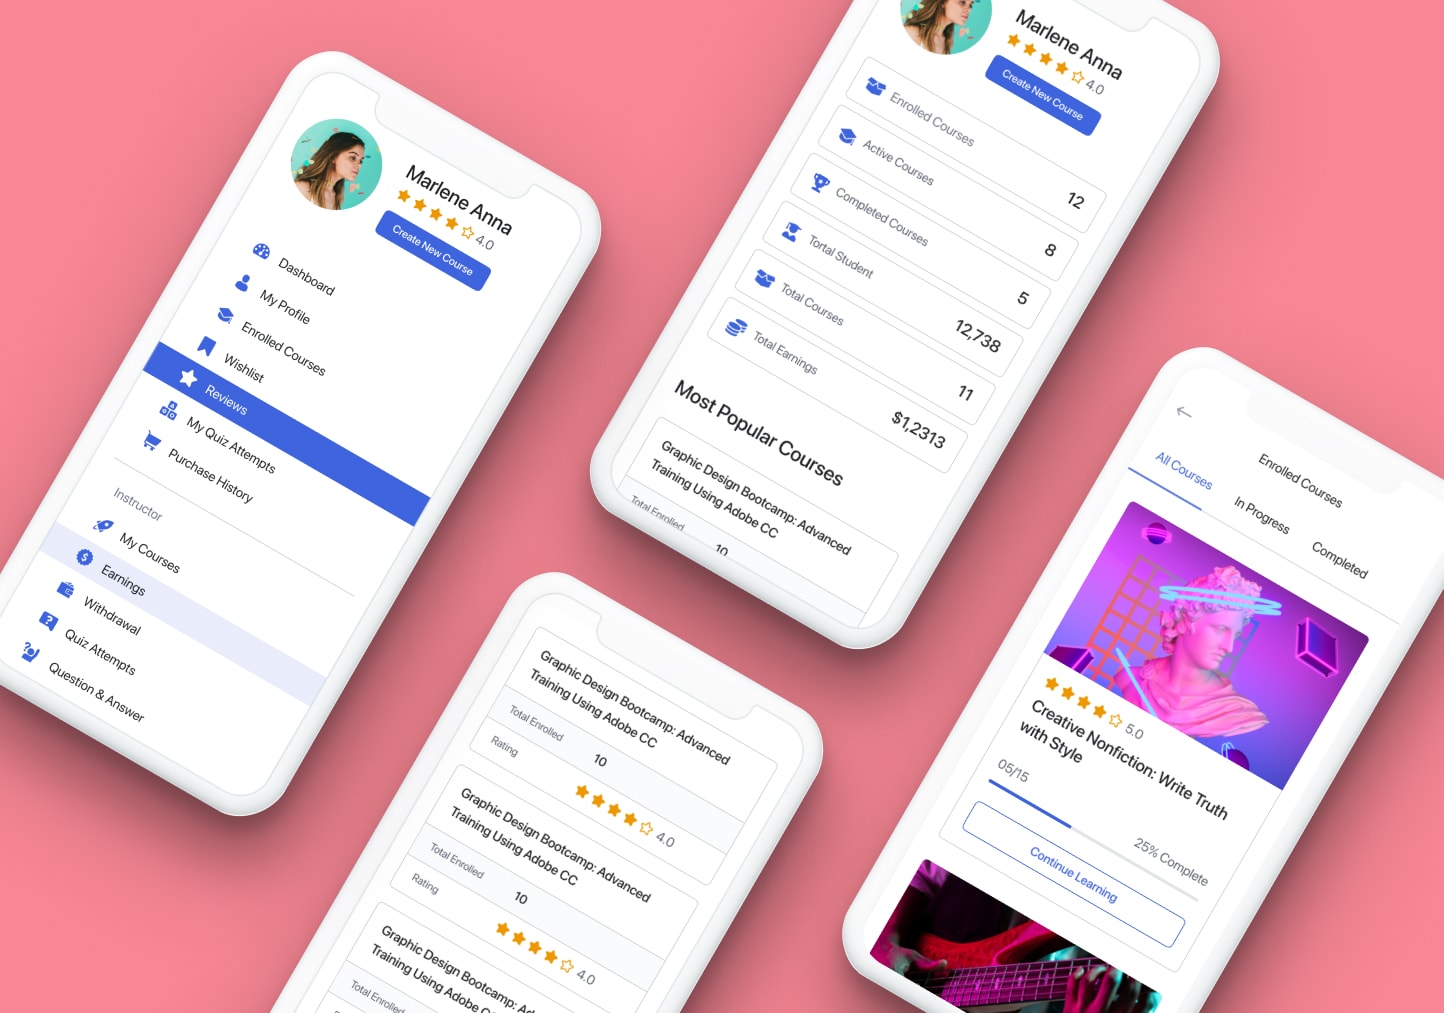 Marlene Anna
4.0
Create New Course
Dashboard
My Profile
Enrolled Courses
Wishlist
Reviews
My Quiz Attempts
Purchase History
Instructor
My Courses
Earnings
Withdrawal
Quiz Attempts
Question & Answer
Marlene Anna
4.0
Create New Course
Enrolled Courses
12
Active Courses
8
Completed Courses
5
Tortal Student
12,738
Total Courses
11
Total Earnings
$1,2313
Most Popular Courses
Graphic Design Bootcamp: Advanced
Training Using Adobe CC
Total Enrolled
10
Graphic Design Bootcamp: Advanced
Training Using Adobe CC
Total Enrolled
10
Rating
4.0
Graphic Design Bootcamp: Advanced
Training Using Adobe CC
Total Enrolled
10
Rating
4.0
Graphic Design Bootcamp: Ad
Training Using Adobe C
Total Enrolled
Enrolled Courses
All Courses
In Progress
Completed
5.0
Creative Nonfiction: Write Truth
with Style
05/15
25% Complete
Continue Learning